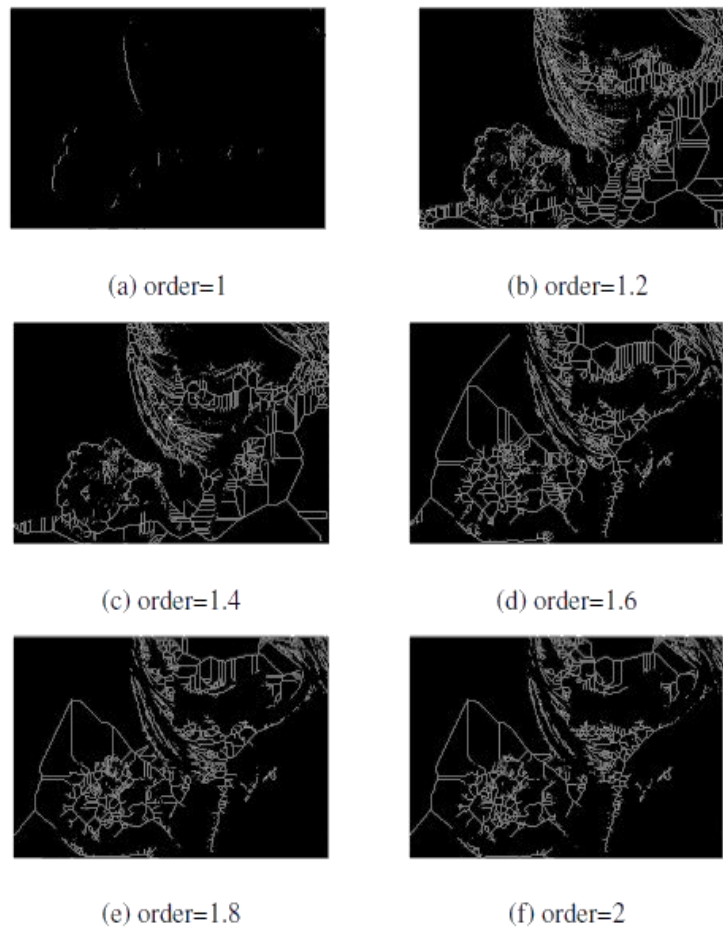 (a) order=1
(b) order=1.2
(c) order=1.4
(d) order=1.6
(e) order=1.8
(f) order=2